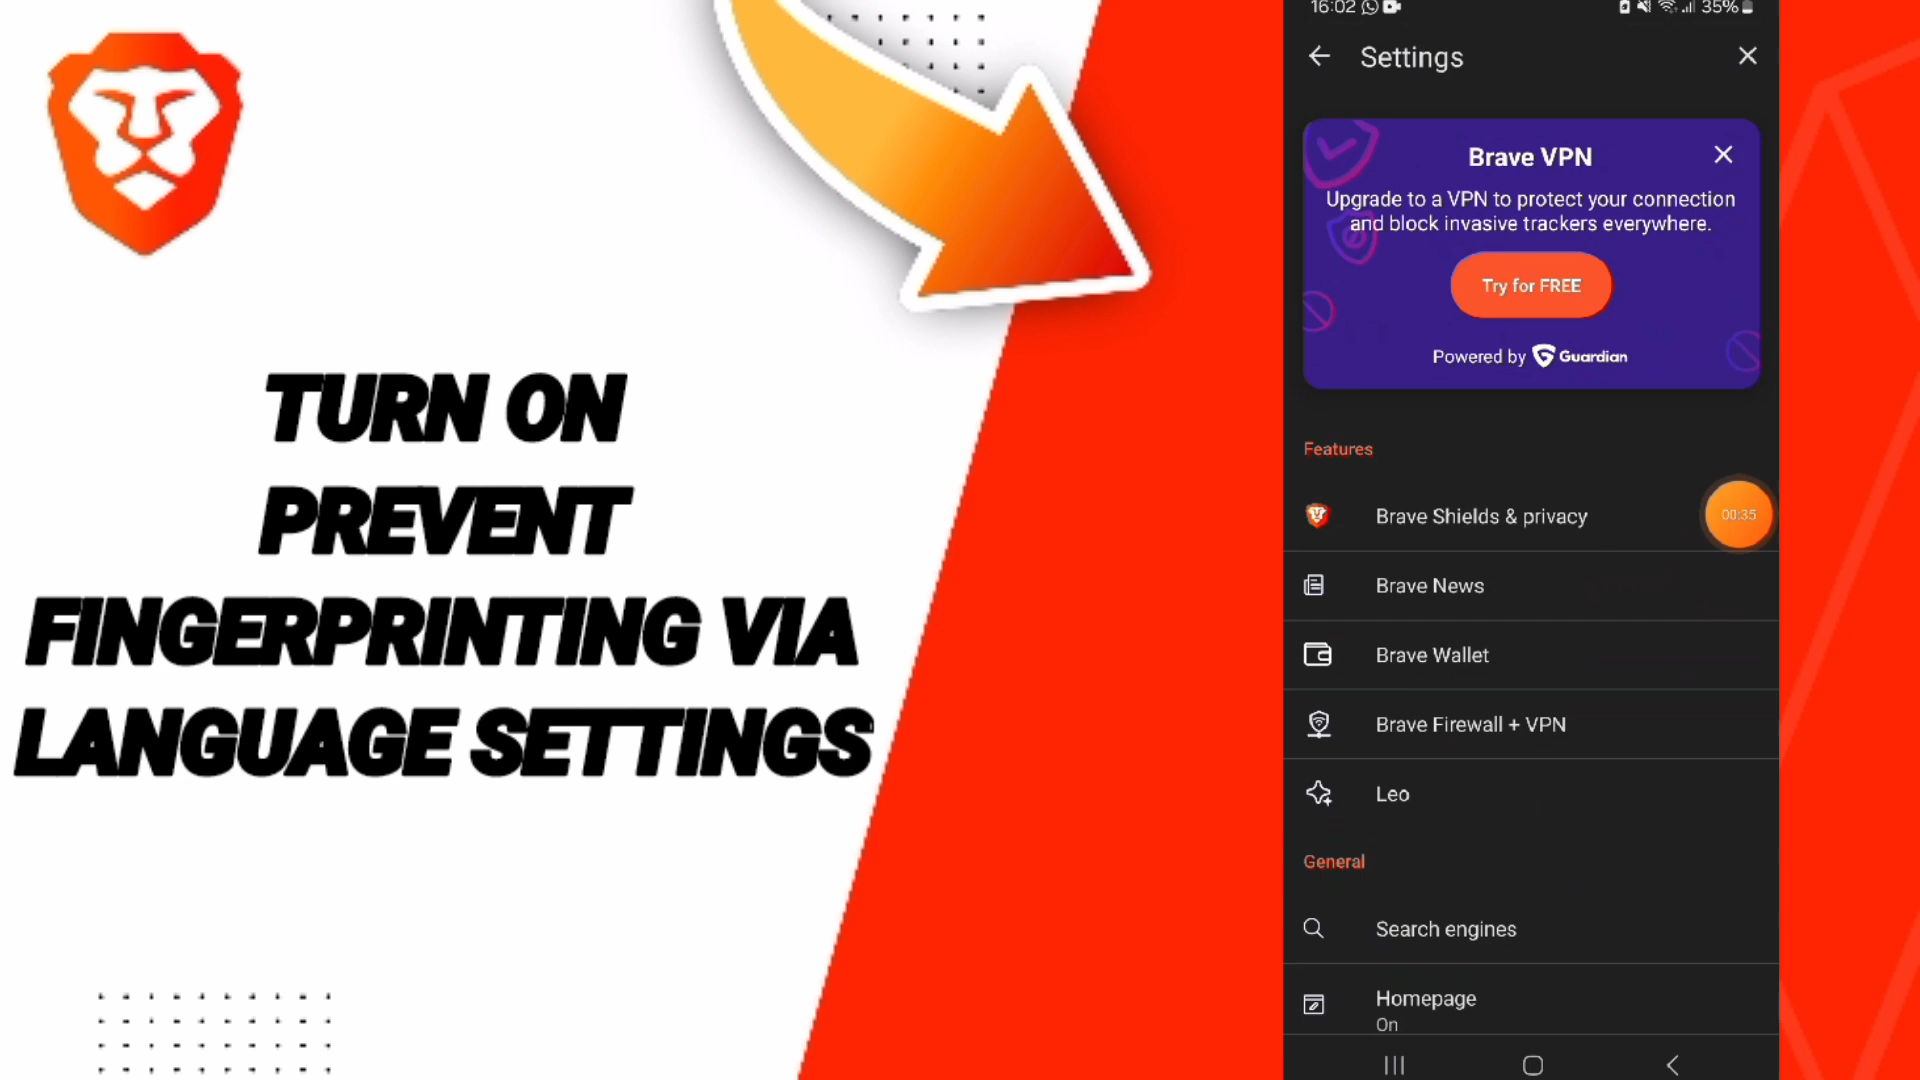 TURN ON
PREVENT
FINGERPRINTING VIA
LANGUAGE SETTINGS
16:02
35%
Settings
Brave VPN
Upgrade to a VPN to protect your connection
and block invasive trackers everywhere.
Try for FREE
Powered by Guardian
Features
Brave Shields & privacy
00:35
Brave News
Brave Wallet
Brave Firewall + VPN
Leo
General
Search engines
Homepage
On